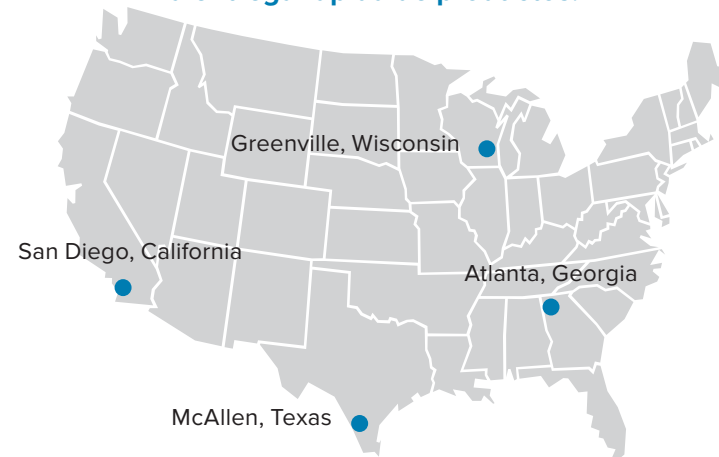 Greenville, Wisconsin
San Diego, California
Atlanta, Georgia
McAllen, Texas